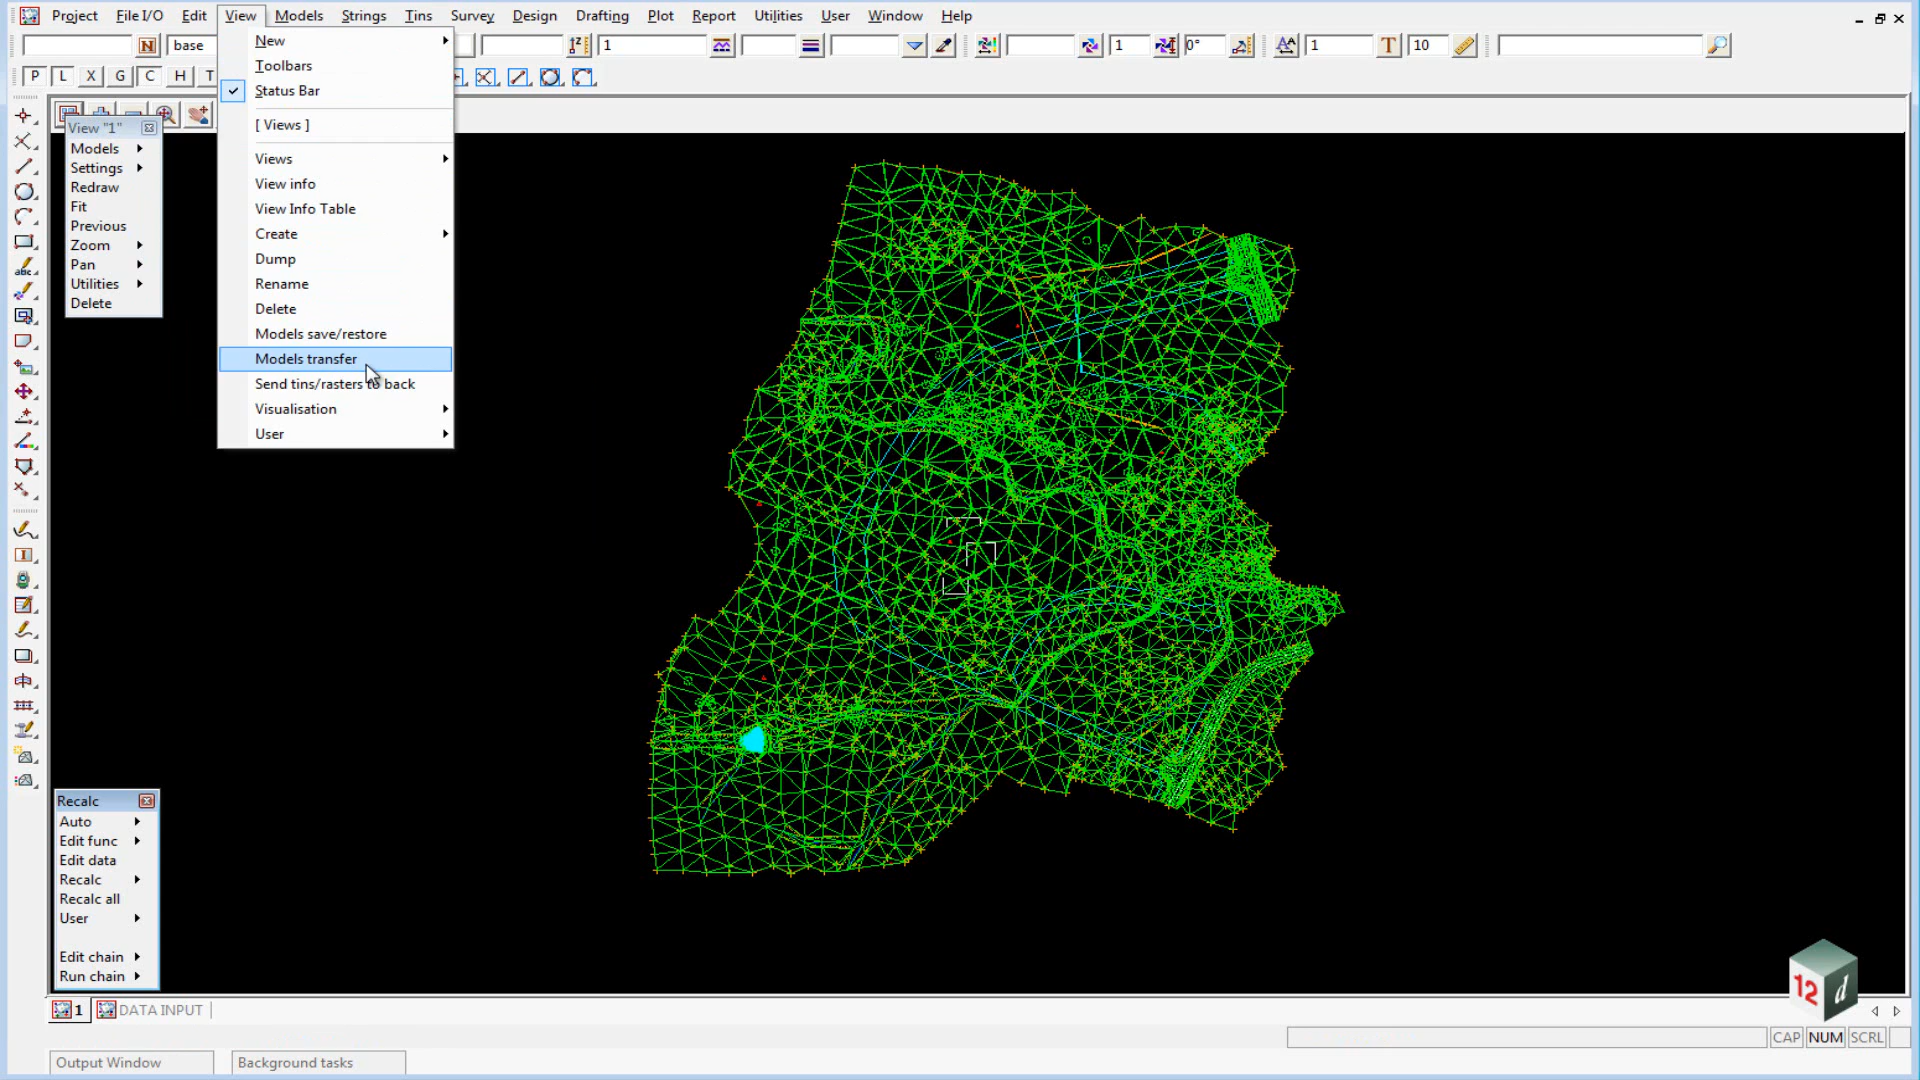 Project File I/O Edit View Models Strings Tins Survey Design Drafting Plot Report Utilities User Window Help
N base 1 1 0° 1 T 10
P L X G C H T
New
Toolbars
Status Bar
[ Views ]
Views
View info
View Info Table
Create
Dump
Rename
Delete
Models save/restore
Models transfer
Send tins/rasters to back
Visualisation
User
View "1"
Models
Settings
Redraw
Fit
Previous
Zoom
Pan
Utilities
Delete
abc
Recalc
Auto
Edit func
Edit data
Recalc
Recalc all
User
Edit chain
Run chain
12d
1 DATA INPUT
CAP NUM SCRL
Output Window Background tasks